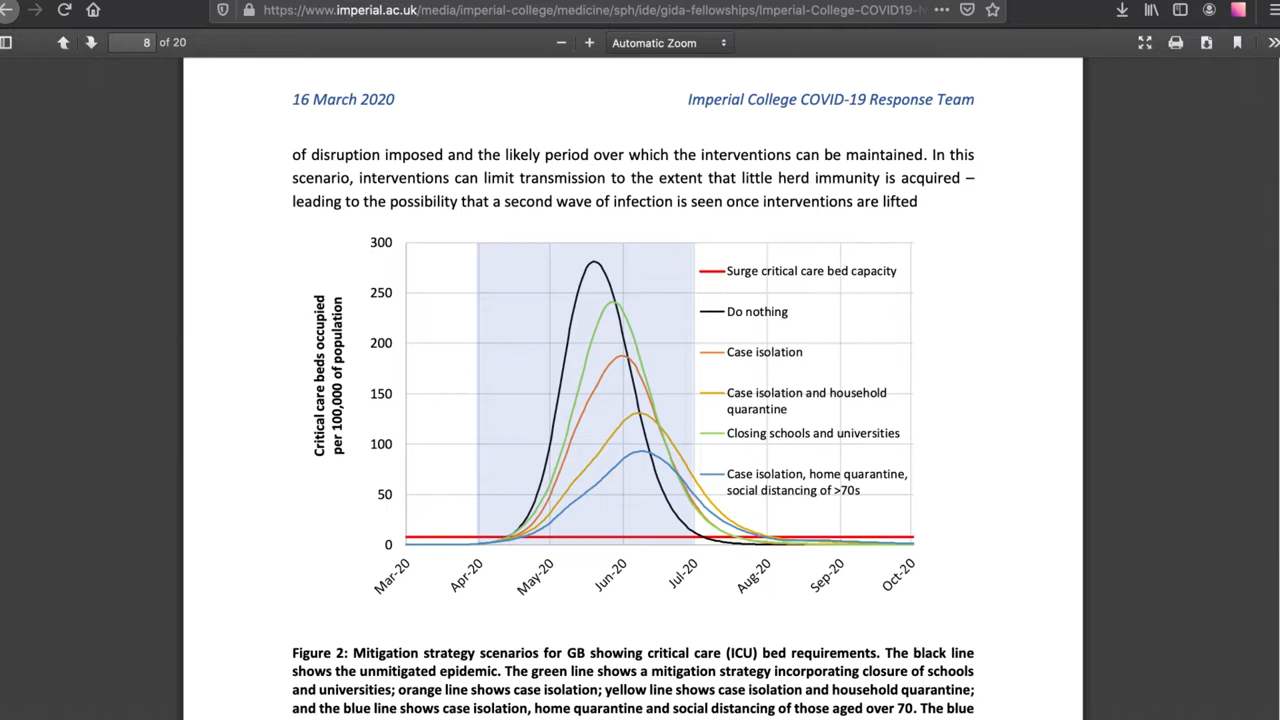 https://www.imperial.ac.uk/media/imperial-college/medicine/sph/ide/gida-fellowships/Imperial-College-COVID19-N
8 of 20
Automatic Zoom
16 March 2020
Imperial College COVID-19 Response Team
of disruption imposed and the likely period over which the interventions can be maintained. In this
scenario, interventions can limit transmission to the extent that little herd immunity is acquired –
leading to the possibility that a second wave of infection is seen once interventions are lifted
Critical care beds occupied
per 100,000 of population
300
250
200
150
100
50
0
Surge critical care bed capacity
Do nothing
Case isolation
Case isolation and household
quarantine
Closing schools and universities
Case isolation, home quarantine,
social distancing of >70s
Mar-20
Apr-20
May-20
Jun-20
Jul-20
Aug-20
Sep-20
Oct-20
Figure 2: Mitigation strategy scenarios for GB showing critical care (ICU) bed requirements. The black line
shows the unmitigated epidemic. The green line shows a mitigation strategy incorporating closure of schools
and universities; orange line shows case isolation; yellow line shows case isolation and household quarantine;
and the blue line shows case isolation, home quarantine and social distancing of those aged over 70. The blue